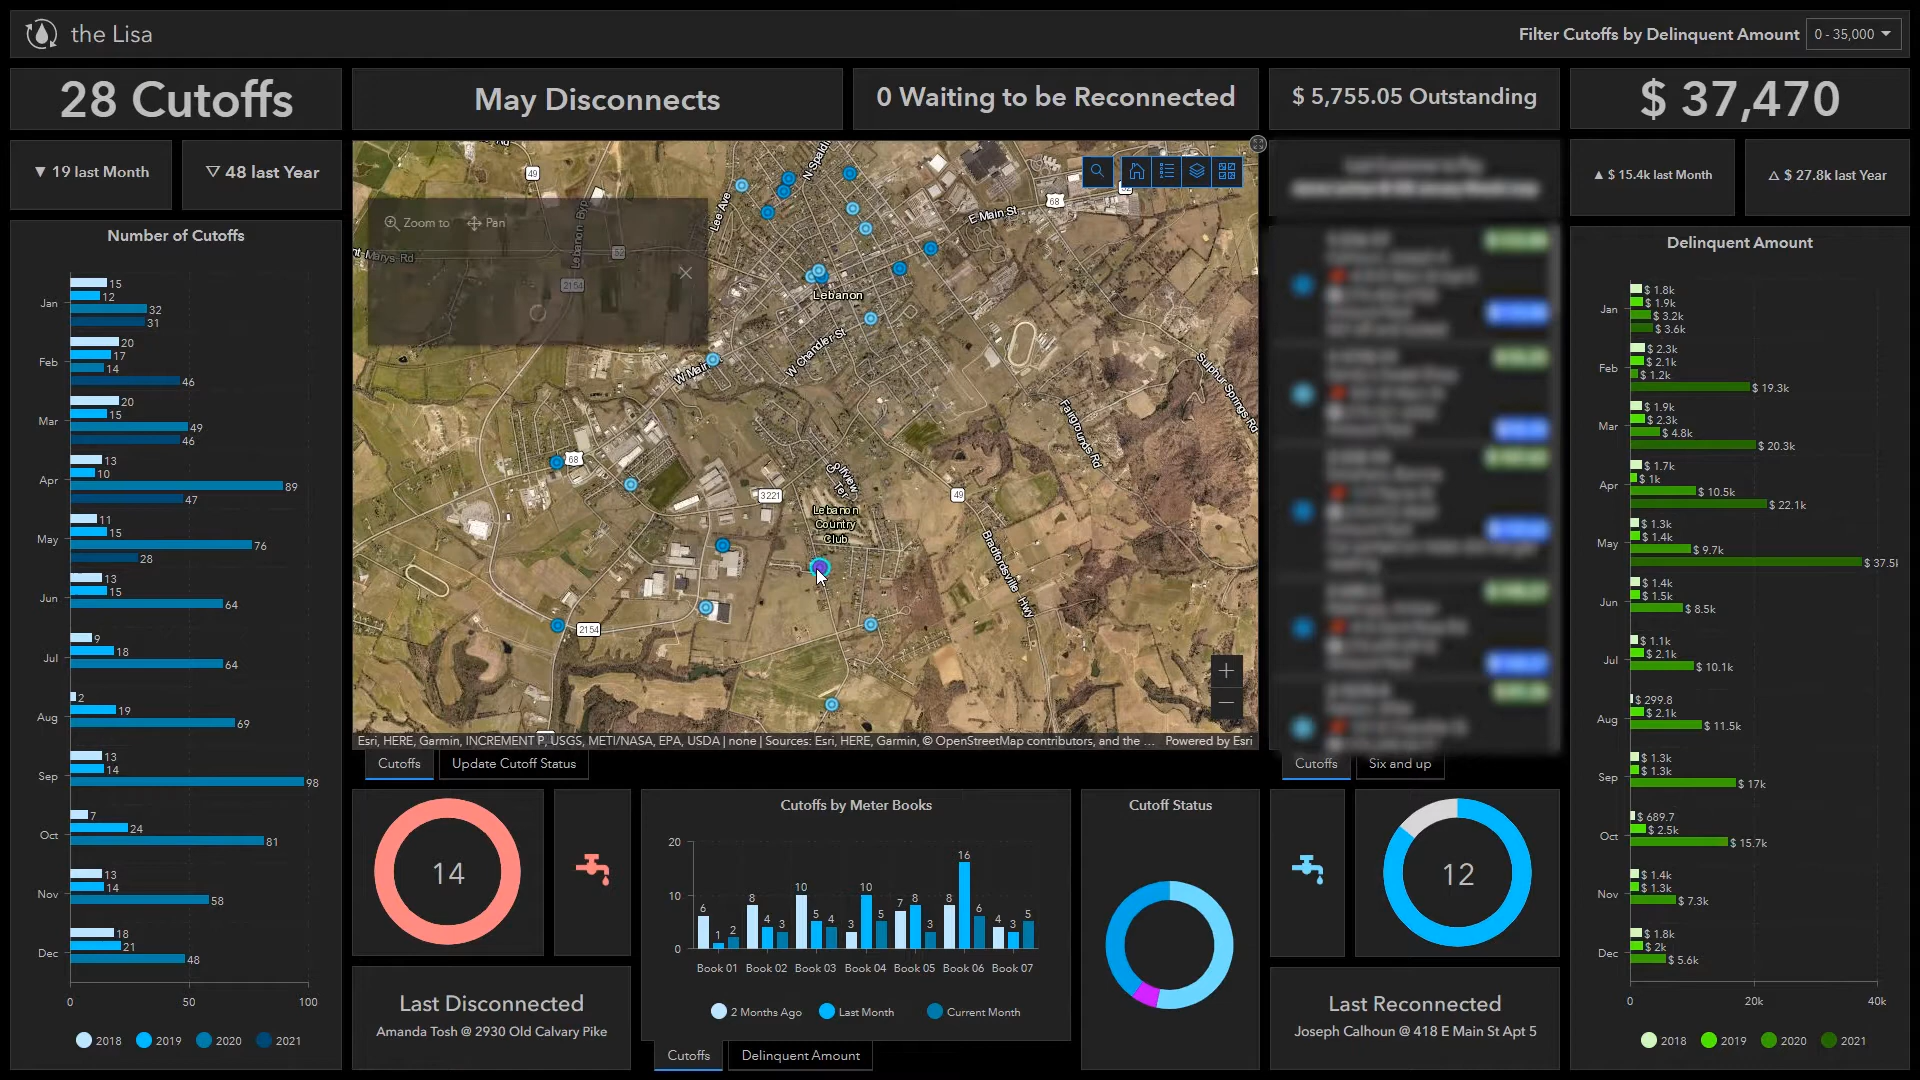 the Lisa
Filter Cutoffs by Delinquent Amount
0 - 35,000
28 Cutoffs
May Disconnects
0 Waiting to be Reconnected
$ 5,755.05 Outstanding
$ 37,470
▼ 19 last Month
▽ 48 last Year
▲ $ 15.4k last Month
△ $ 27.8k last Year
Number of Cutoffs
Jan
15
12
32
31
Feb
20
17
14
46
Mar
20
15
49
46
Apr
13
10
89
47
May
11
15
76
28
Jun
13
15
64
Jul
9
18
64
Aug
2
19
69
Sep
13
14
98
Oct
7
24
81
Nov
13
14
58
Dec
18
21
48
0 50 100
2018 2019 2020 2021
49
N Spaldi
Lee Ave
68
52
E Main St
Zoom to Pan
Lebanon Byp
52
nt-Marys Rd
2154
Lebanon
W Chandler St
W Main
Sulphur Springs Rd
Fairgrounds Rd
68
Golfview Ter
3221
49
Lebanon
Country
Club
Bradfordsville Hwy
2154
Esri, HERE, Garmin, INCREMENT P, USGS, METI/NASA, EPA, USDA | none | Sources: Esri, HERE, Garmin, © OpenStreetMap contributors, and the ...
Powered by Esri
Cutoffs
Update Cutoff Status
Cutoffs
Six and up
14
Last Disconnected
Amanda Tosh @ 2930 Old Calvary Pike
Cutoffs by Meter Books
20
10
0
6 1 2
8 4 3
10 5 4
3 10 5
7 8 3
8 16 6
4 3 5
Book 01 Book 02 Book 03 Book 04 Book 05 Book 06 Book 07
2 Months Ago Last Month Current Month
Cutoffs
Delinquent Amount
Cutoff Status
12
Last Reconnected
Joseph Calhoun @ 418 E Main St Apt 5
Delinquent Amount
Jan
$ 1.8k
$ 1.9k
$ 3.2k
$ 3.6k
Feb
$ 2.3k
$ 2.1k
$ 1.2k
$ 19.3k
Mar
$ 1.9k
$ 2.3k
$ 4.8k
$ 20.3k
Apr
$ 1.7k
$ 1k
$ 10.5k
$ 22.1k
May
$ 1.3k
$ 1.4k
$ 9.7k
$ 37.5
Jun
$ 1.4k
$ 1.5k
$ 8.5k
Jul
$ 1.1k
$ 2.1k
$ 10.1k
Aug
$ 299.8
$ 2.1k
$ 11.5k
Sep
$ 1.3k
$ 1.3k
$ 17k
Oct
$ 689.7
$ 2.5k
$ 15.7k
Nov
$ 1.4k
$ 1.3k
$ 7.3k
Dec
$ 1.8k
$ 2k
$ 5.6k
0 20k 40k
2018 2019 2020 2021